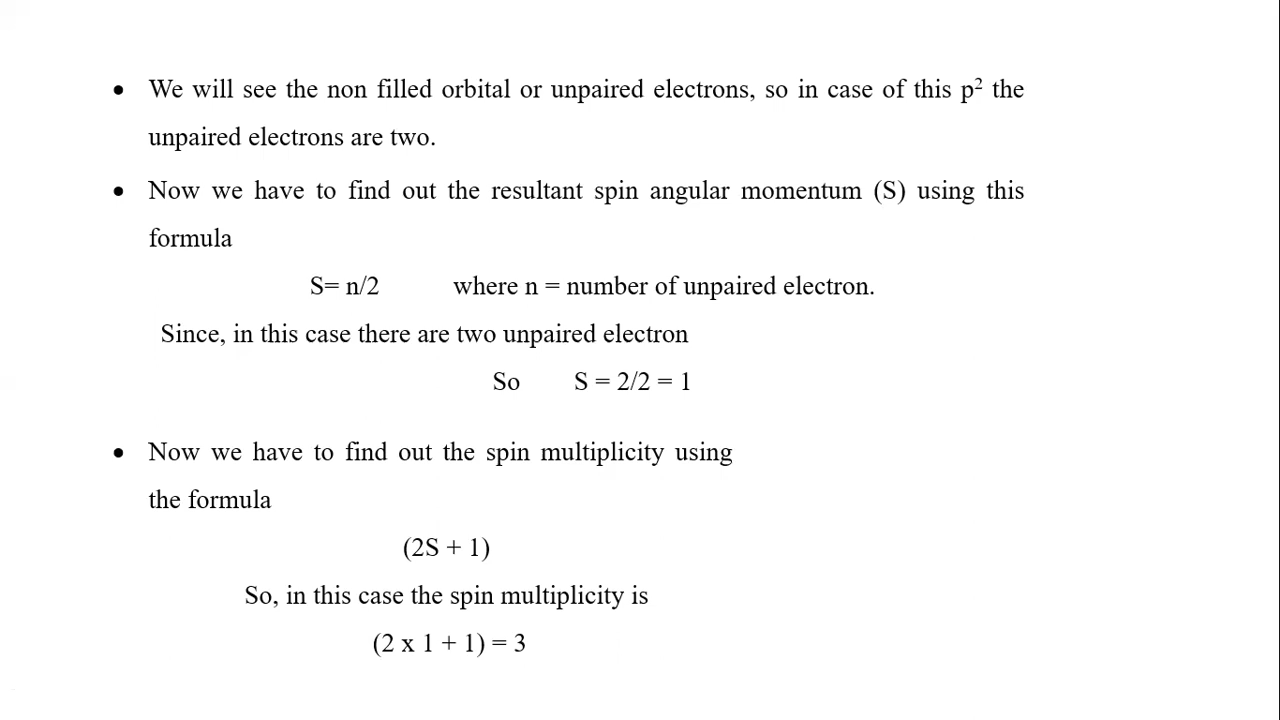 • We will see the non filled orbital or unpaired electrons, so in case of this p² the
unpaired electrons are two.
• Now we have to find out the resultant spin angular momentum (S) using this
formula
S= n/2 where n = number of unpaired electron.
Since, in this case there are two unpaired electron
So S = 2/2 = 1
• Now we have to find out the spin multiplicity using
the formula
(2S + 1)
So, in this case the spin multiplicity is
(2 x 1 + 1) = 3